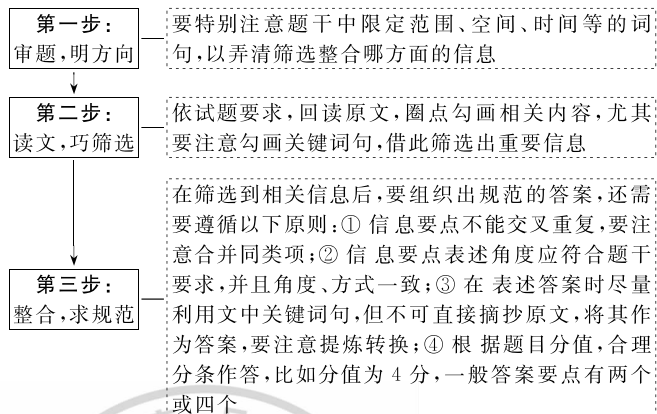 第一步:
审题,明方向
要特别注意题干中限定范围、空间、时间等的词
句,以弄清筛选整合哪方面的信息
第二步:
读文,巧筛选
依试题要求,回读原文,圈点勾画相关内容,尤其
要注意勾画关键词句,借此筛选出重要信息
第三步:
整合,求规范
在筛选到相关信息后,要组织出规范的答案,还需
要遵循以下原则:① 信息要点不能交叉重复,要注
意合并同类项;② 信息要点表述角度应符合题干
要求,并且角度、方式一致;③ 在表述答案时尽量
利用文中关键词句,但不可直接摘抄原文,将其作
为答案,要注意提炼转换;④ 根据题目分值,合理
分条作答,比如分值为 4 分,一般答案要点有两个
或四个